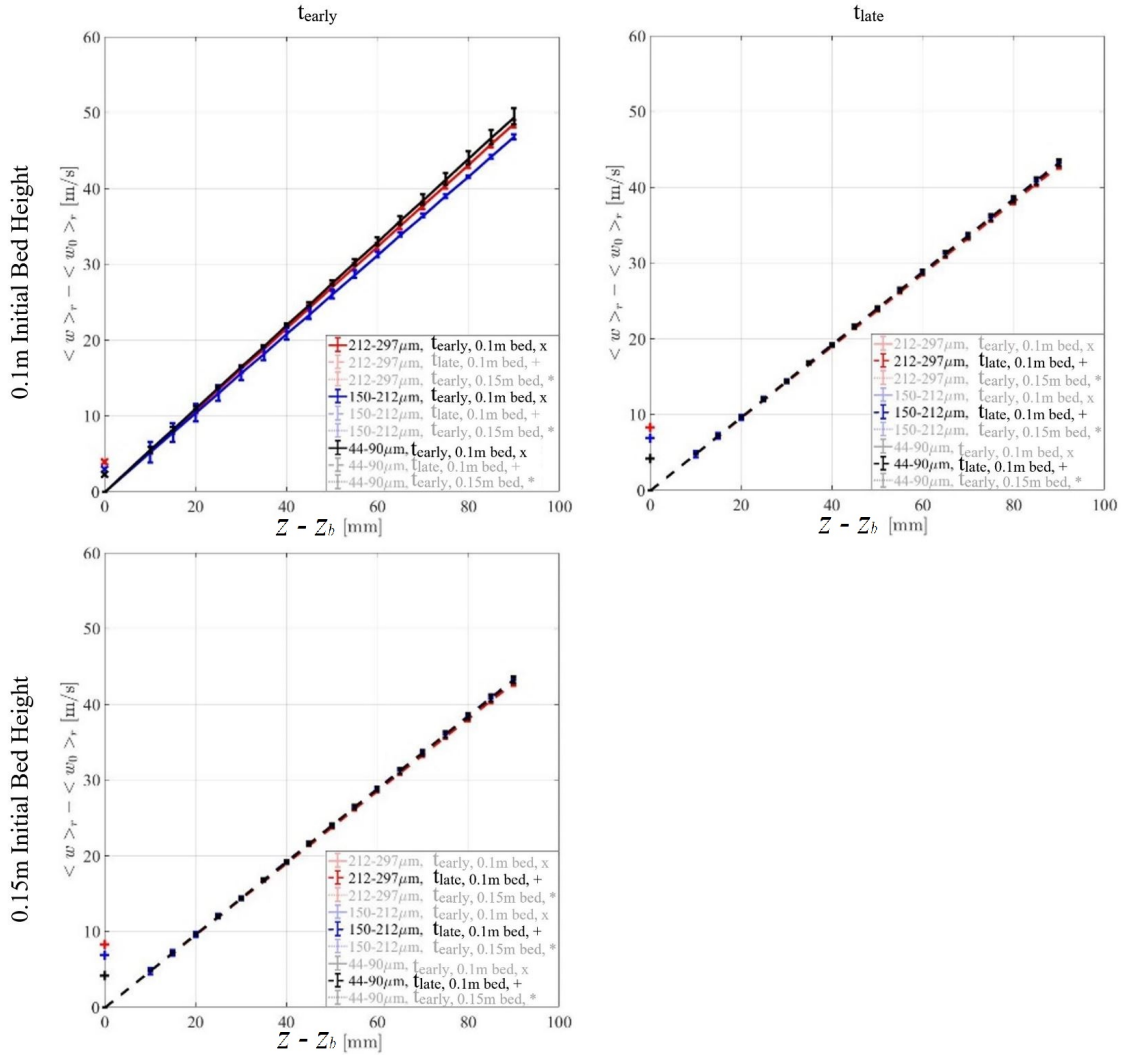 t_early
t_late
0.1m Initial Bed Height
60
50
40
30
20
10
0
< w >_r − < w_0 >_r [m/s]
212-297μm, t_early, 0.1m bed, x
212-297μm, t_late, 0.1m bed, +
212-297μm, t_early, 0.15m bed, *
150-212μm, t_early, 0.1m bed, x
150-212μm, t_late, 0.1m bed, +
150-212μm, t_early, 0.15m bed, *
44-90μm, t_early, 0.1m bed, x
44-90μm, t_late, 0.1m bed, +
44-90μm, t_early, 0.15m bed, *
0 20 40 60 80 100
z - z_b [mm]
60
50
40
30
20
10
0
< w >_r − < w_0 >_r [m/s]
212-297μm, t_early, 0.1m bed, x
212-297μm, t_late, 0.1m bed, +
212-297μm, t_early, 0.15m bed, *
150-212μm, t_early, 0.1m bed, x
150-212μm, t_late, 0.1m bed, +
150-212μm, t_early, 0.15m bed, *
44-90μm, t_early, 0.1m bed, x
44-90μm, t_late, 0.1m bed, +
44-90μm, t_early, 0.15m bed, *
0 20 40 60 80 100
z - z_b [mm]
0.15m Initial Bed Height
60
50
40
30
20
10
0
< w >_r − < w_0 >_r [m/s]
212-297μm, t_early, 0.1m bed, x
212-297μm, t_late, 0.1m bed, +
212-297μm, t_early, 0.15m bed, *
150-212μm, t_early, 0.1m bed, x
150-212μm, t_late, 0.1m bed, +
150-212μm, t_early, 0.15m bed, *
44-90μm, t_early, 0.1m bed, x
44-90μm, t_late, 0.1m bed, +
44-90μm, t_early, 0.15m bed, *
0 20 40 60 80 100
z - z_b [mm]